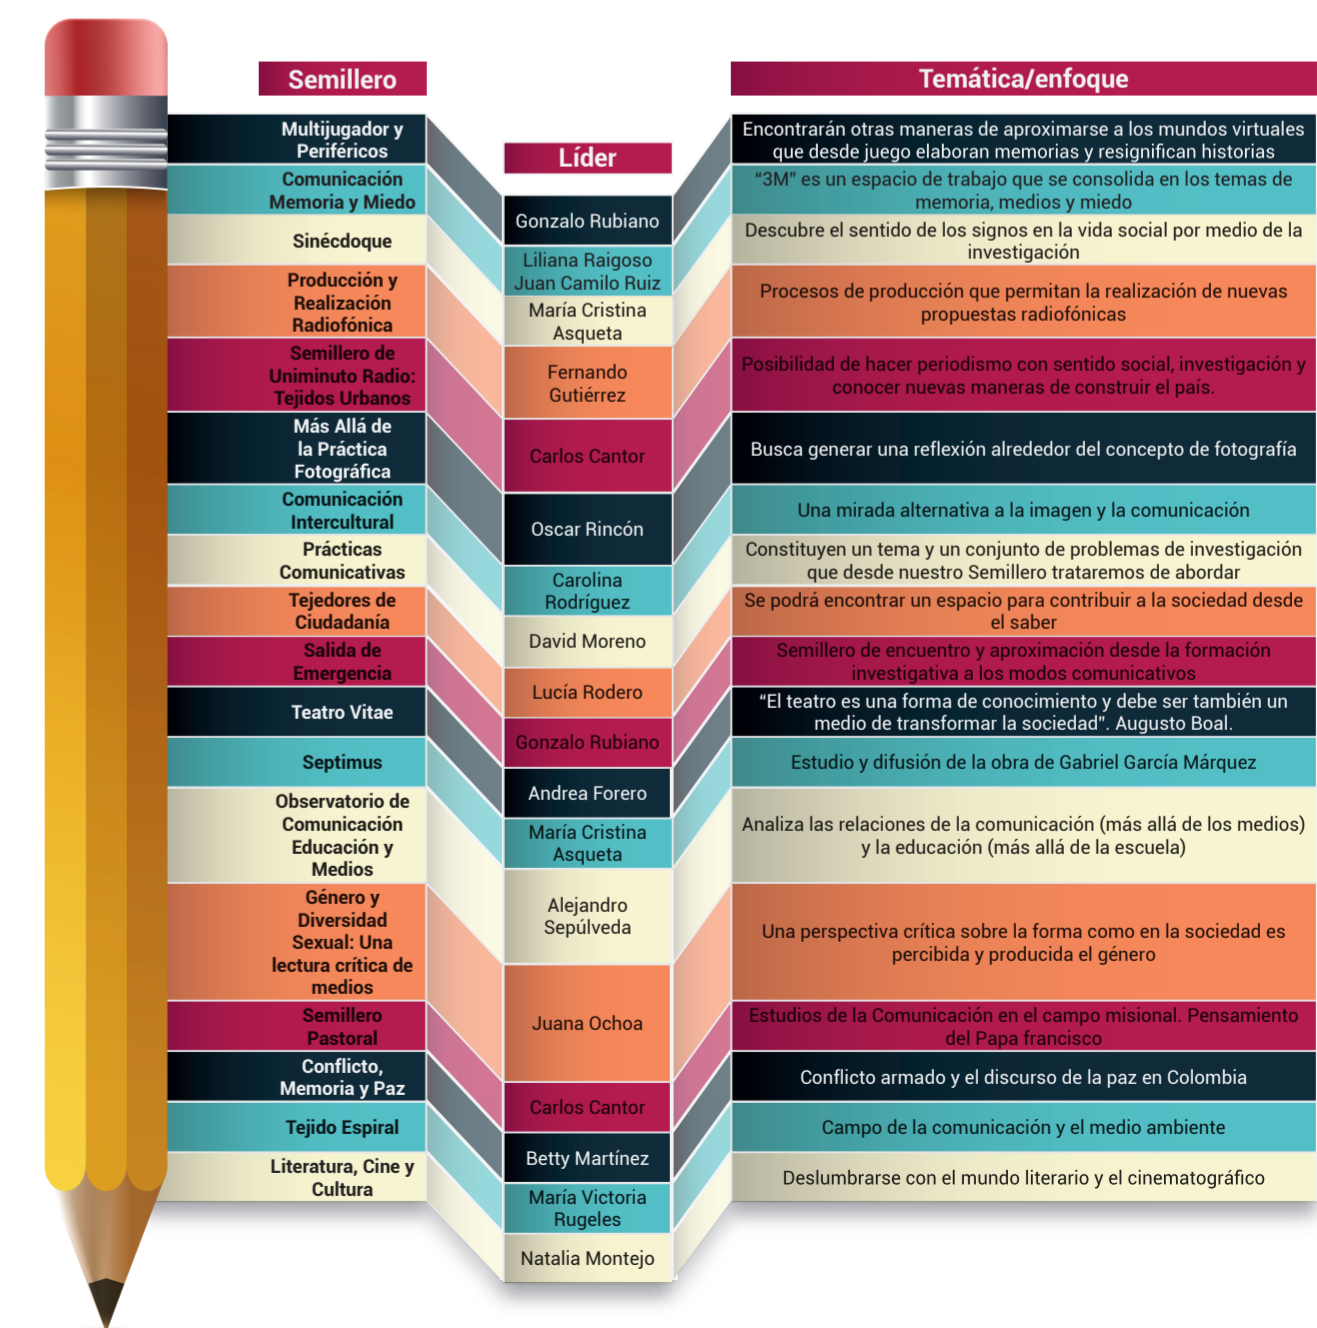 Semillero
Líder
Temática/enfoque
Multijugador y
Periféricos
Gonzalo Rubiano
Encontrarán otras maneras de aproximarse a los mundos virtuales
que desde juego elaboran memorias y resignifican historias
Comunicación
Memoria y Miedo
Liliana Raigoso
Juan Camilo Ruiz
“3M” es un espacio de trabajo que se consolida en los temas de
memoria, medios y miedo
Sinécdoque
María Cristina
Asqueta
Descubre el sentido de los signos en la vida social por medio de la
investigación
Producción y
Realización
Radiofónica
Fernando
Gutiérrez
Procesos de producción que permitan la realización de nuevas
propuestas radiofónicas
Semillero de
Uniminuto Radio:
Tejidos Urbanos
Carlos Cantor
Posibilidad de hacer periodismo con sentido social, investigación y
conocer nuevas maneras de construir el país.
Más Allá de
la Práctica
Fotográfica
Oscar Rincón
Busca generar una reflexión alrededor del concepto de fotografía
Comunicación
Intercultural
Carolina
Rodríguez
Una mirada alternativa a la imagen y la comunicación
Prácticas
Comunicativas
David Moreno
Constituyen un tema y un conjunto de problemas de investigación
que desde nuestro Semillero trataremos de abordar
Tejedores de
Ciudadanía
Lucía Rodero
Se podrá encontrar un espacio para contribuir a la sociedad desde
el saber
Salida de
Emergencia
Gonzalo Rubiano
Semillero de encuentro y aproximación desde la formación
investigativa a los modos comunicativos
Teatro Vitae
Andrea Forero
“El teatro es una forma de conocimiento y debe ser también un
medio de transformar la sociedad”. Augusto Boal.
Septimus
María Cristina
Asqueta
Estudio y difusión de la obra de Gabriel García Márquez
Observatorio de
Comunicación
Educación y
Medios
Alejandro
Sepúlveda
Analiza las relaciones de la comunicación (más allá de los medios)
y la educación (más allá de la escuela)
Género y
Diversidad
Sexual: Una
lectura crítica de
medios
Juana Ochoa
Una perspectiva crítica sobre la forma como en la sociedad es
percibida y producida el género
Semillero
Pastoral
Carlos Cantor
Estudios de la Comunicación en el campo misional. Pensamiento
del Papa francisco
Conflicto,
Memoria y Paz
Betty Martínez
Conflicto armado y el discurso de la paz en Colombia
Tejido Espiral
María Victoria
Rugeles
Campo de la comunicación y el medio ambiente
Literatura, Cine y
Cultura
Natalia Montejo
Deslumbrarse con el mundo literario y el cinematográfico